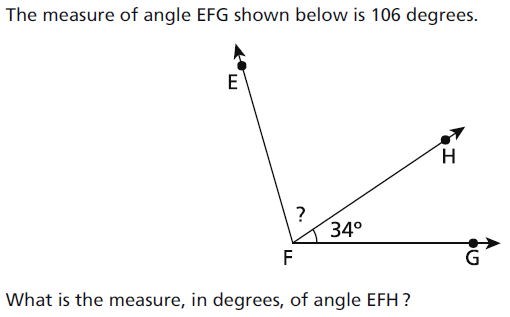 The measure of angle EFG shown below is 106 degrees.
E
H
?
34°
F
G
What is the measure, in degrees, of angle EFH?